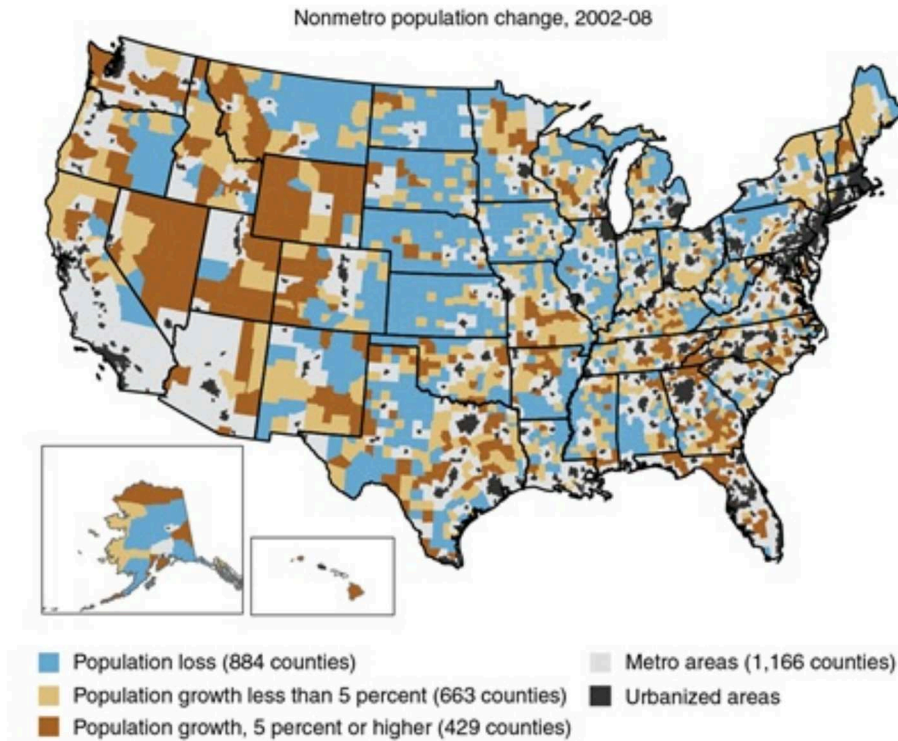 Nonmetro population change, 2002-08
Population loss (884 counties)
Population growth less than 5 percent (663 counties)
Population growth, 5 percent or higher (429 counties)
Metro areas (1,166 counties)
Urbanized areas